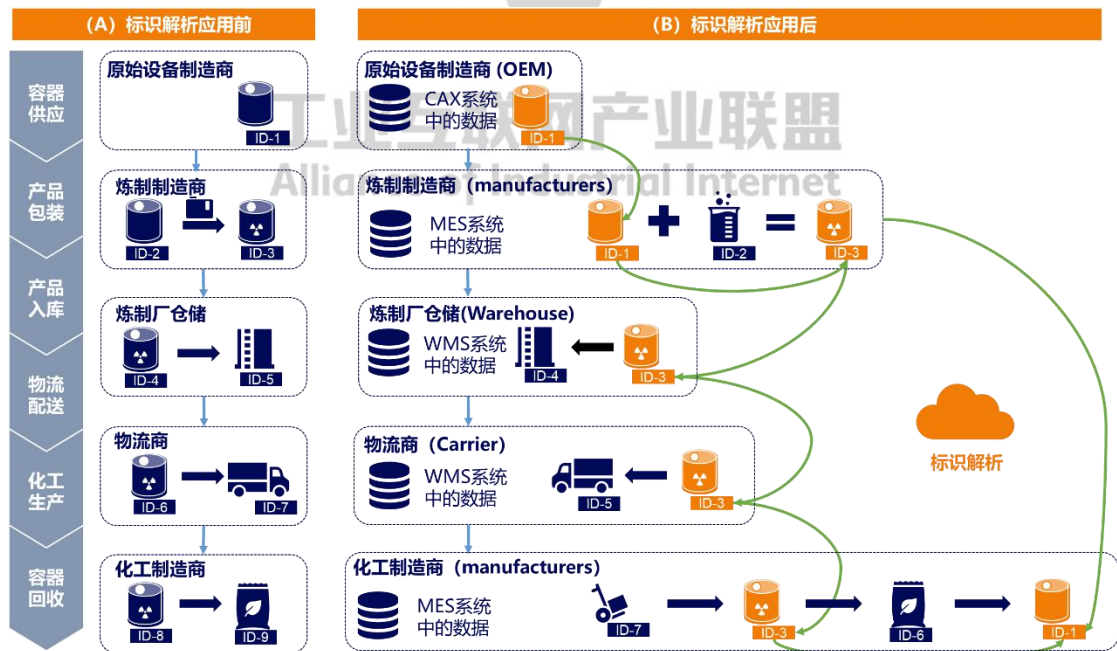 (A)标识解析应用前
(B)标识解析应用后
工业互联网产业联盟
Alliance of Industrial Internet
容器
供应
产品
包装
产品
入库
物流
配送
化工
生产
容器
回收
原始设备制造商
ID-1
炼制制造商
ID-2
ID-3
炼制厂仓储
ID-4
ID-5
物流商
ID-6
ID-7
化工制造商
ID-8
ID-9
原始设备制造商 (OEM)
CAX系统
中的数据
ID-1
炼制制造商(manufacturers)
MES系统
中的数据
ID-1
ID-2
ID-3
炼制厂仓储(Warehouse)
WMS系统
中的数据
ID-4
ID-3
物流商(Carrier)
WMS系统
中的数据
ID-5
ID-3
标识解析
化工制造商(manufacturers)
MES系统
中的数据
ID-7
ID-3
ID-6
ID-1